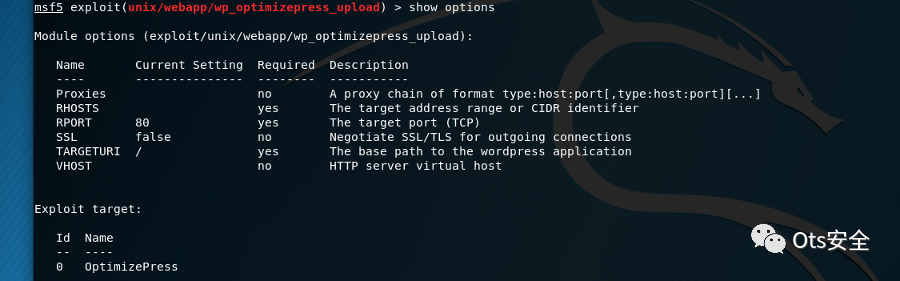 msf5 exploit(unix/webapp/wp_optimizepress_upload) > show options
Module options (exploit/unix/webapp/wp_optimizepress_upload):
Name Current Setting Required Description
---- --------------- -------- -----------
Proxies no A proxy chain of format type:host:port[,type:host:port][...]
RHOSTS yes The target address range or CIDR identifier
RPORT 80 yes The target port (TCP)
SSL false no Negotiate SSL/TLS for outgoing connections
TARGETURI / yes The base path to the wordpress application
VHOST no HTTP server virtual host
Exploit target:
Id Name
-- ----
0 OptimizePress
Ots安全